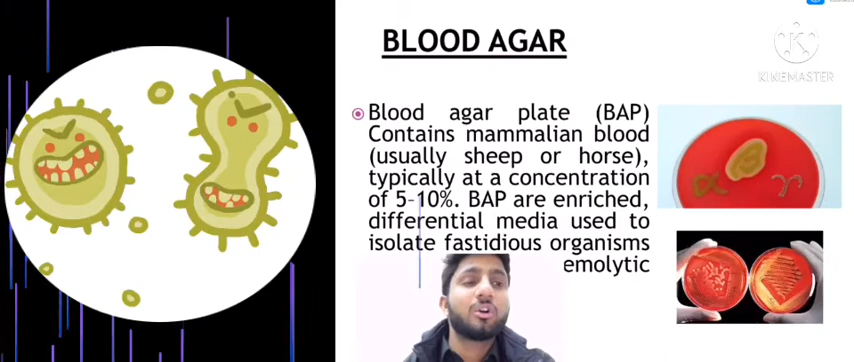 BLOOD AGAR
KINEMASTER
Blood agar plate (BAP)
Contains mammalian blood
(usually sheep or horse),
typically at a concentration
of 5–10%. BAP are enriched,
differential media used to
isolate fastidious organisms
emolytic
α β γ